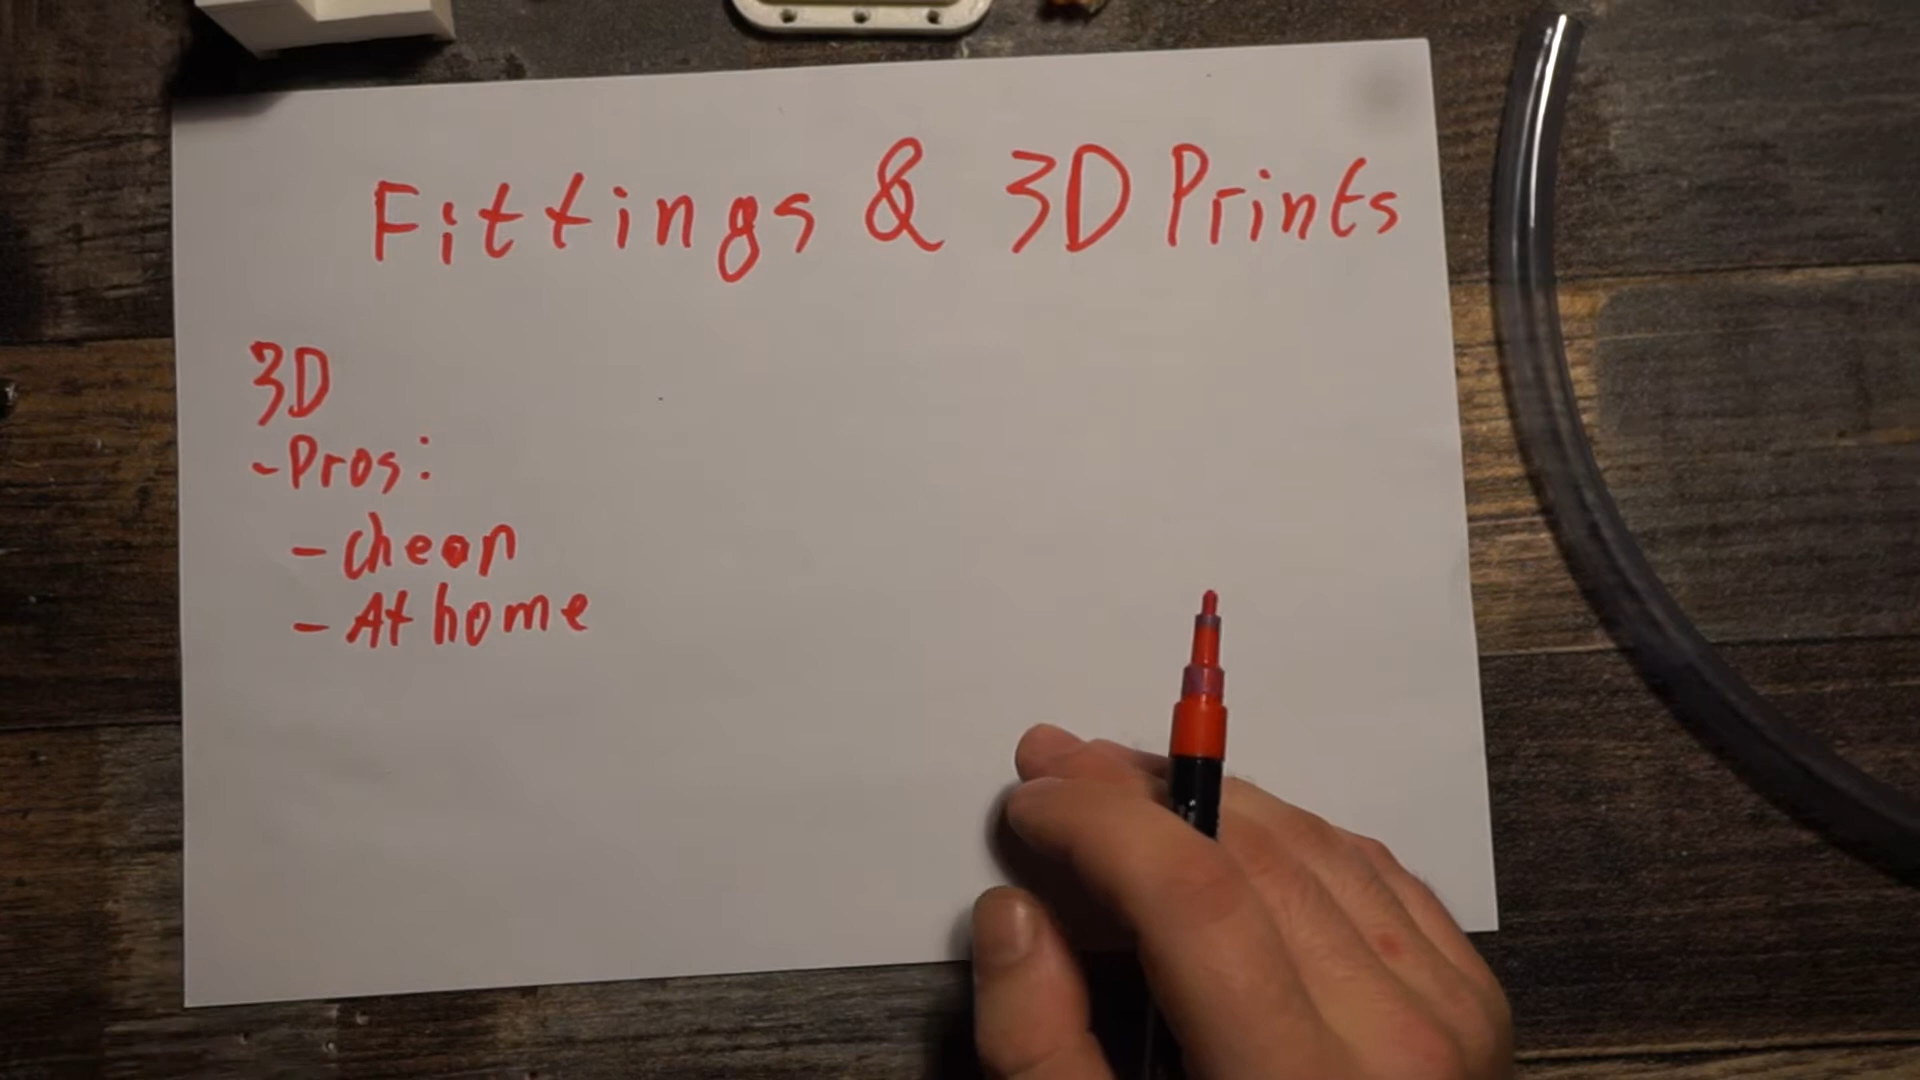 Fittings & 3D Prints
3D
- Pros:
- Cheap
- At home